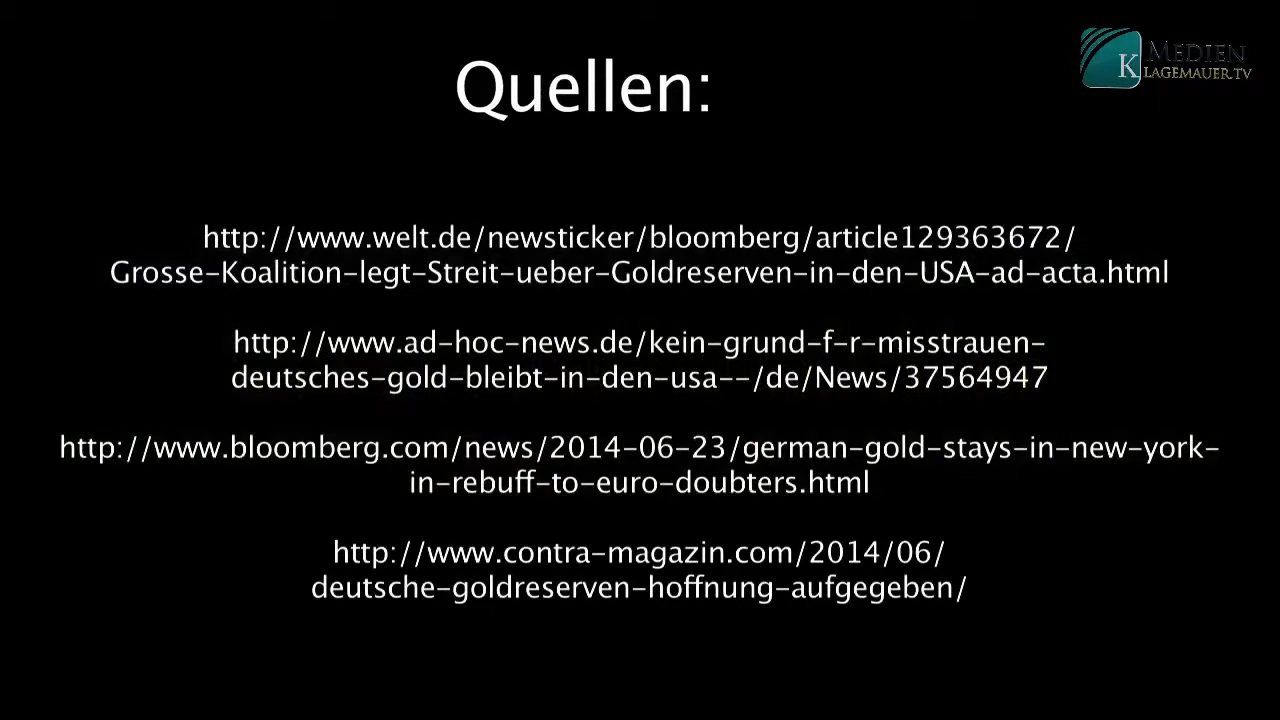 Quellen:
MEDIEN
KLAGEMAUER.TV
http://www.welt.de/newsticker/bloomberg/article129363672/
Grosse-Koalition-legt-Streit-ueber-Goldreserven-in-den-USA-ad-acta.html
http://www.ad-hoc-news.de/kein-grund-f-r-misstrauen-
deutsches-gold-bleibt-in-den-usa--/de/News/37564947
http://www.bloomberg.com/news/2014-06-23/german-gold-stays-in-new-york-
in-rebuff-to-euro-doubters.html
http://www.contra-magazin.com/2014/06/
deutsche-goldreserven-hoffnung-aufgegeben/